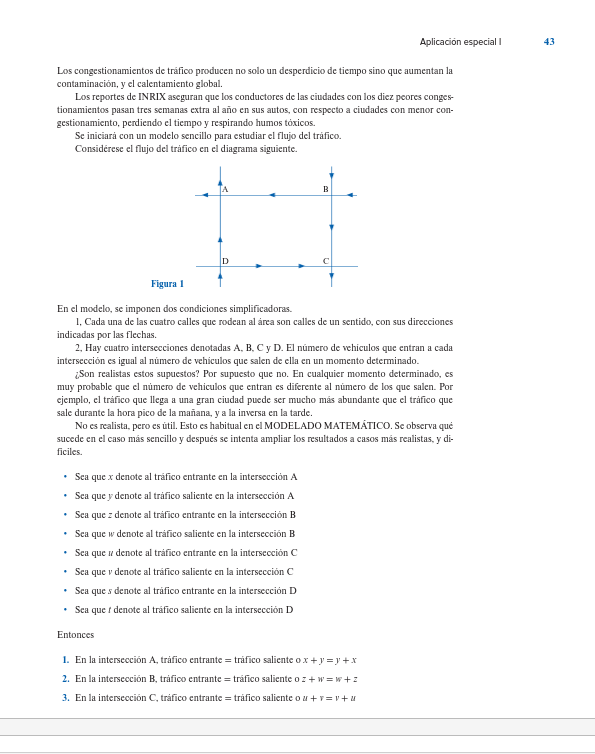 Aplicación especial I 43
Los congestionamientos de tráfico producen no solo un desperdicio de tiempo sino que aumentan la
contaminación, y el calentamiento global.
Los reportes de INRIX aseguran que los conductores de las ciudades con los diez peores conges-
tionamientos pasan tres semanas extra al año en sus autos, con respecto a ciudades con menor con-
gestionamiento, perdiendo el tiempo y respirando humos tóxicos.
Se iniciará con un modelo sencillo para estudiar el flujo del tráfico.
Considérese el flujo del tráfico en el diagrama siguiente.
A B
D C
Figura 1
En el modelo, se imponen dos condiciones simplificadoras.
1, Cada una de las cuatro calles que rodean al área son calles de un sentido, con sus direcciones
indicadas por las flechas.
2, Hay cuatro intersecciones denotadas A, B, C y D. El número de vehículos que entran a cada
intersección es igual al número de vehículos que salen de ella en un momento determinado.
¿Son realistas estos supuestos? Por supuesto que no. En cualquier momento determinado, es
muy probable que el número de vehículos que entran es diferente al número de los que salen. Por
ejemplo, el tráfico que llega a una gran ciudad puede ser mucho más abundante que el tráfico que
sale durante la hora pico de la mañana, y a la inversa en la tarde.
No es realista, pero es útil. Esto es habitual en el MODELADO MATEMÁTICO. Se observa qué
sucede en el caso más sencillo y después se intenta ampliar los resultados a casos más realistas, y di-
fíciles.
• Sea que x denote al tráfico entrante en la intersección A
• Sea que y denote al tráfico saliente en la intersección A
• Sea que z denote al tráfico entrante en la intersección B
• Sea que w denote al tráfico saliente en la intersección B
• Sea que u denote al tráfico entrante en la intersección C
• Sea que v denote al tráfico saliente en la intersección C
• Sea que s denote al tráfico entrante en la intersección D
• Sea que t denote al tráfico saliente en la intersección D
Entonces
1. En la intersección A, tráfico entrante = tráfico saliente o x + y = y + x
2. En la intersección B, tráfico entrante = tráfico saliente o z + w = w + z
3. En la intersección C, tráfico entrante = tráfico saliente o u + v = v + u